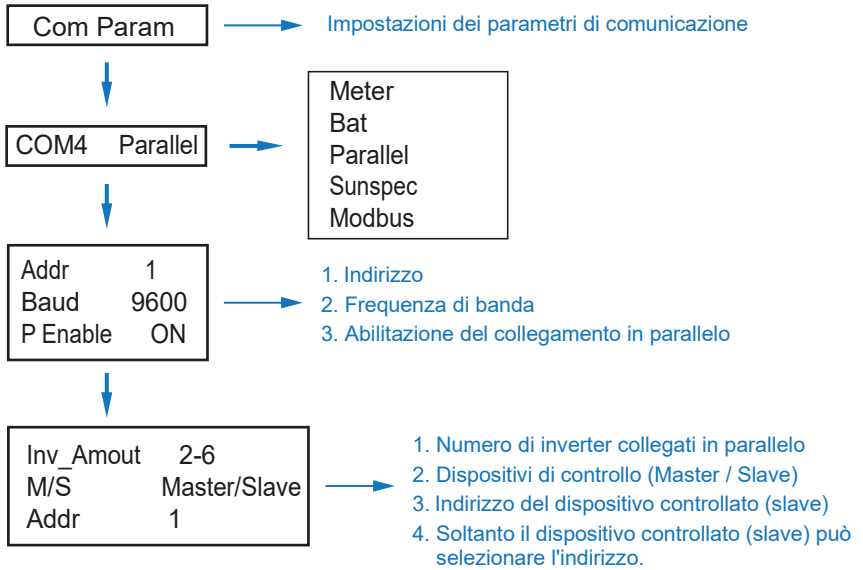 Com Param
Impostazioni dei parametri di comunicazione
COM4 Parallel
Meter
Bat
Parallel
Sunspec
Modbus
Addr 1
Baud 9600
P Enable ON
1. Indirizzo
2. Frequenza di banda
3. Abilitazione del collegamento in parallelo
Inv_Amout 2-6
M/S Master/Slave
Addr 1
1. Numero di inverter collegati in parallelo
2. Dispositivi di controllo (Master / Slave)
3. Indirizzo del dispositivo controllato (slave)
4. Soltanto il dispositivo controllato (slave) può
selezionare l'indirizzo.